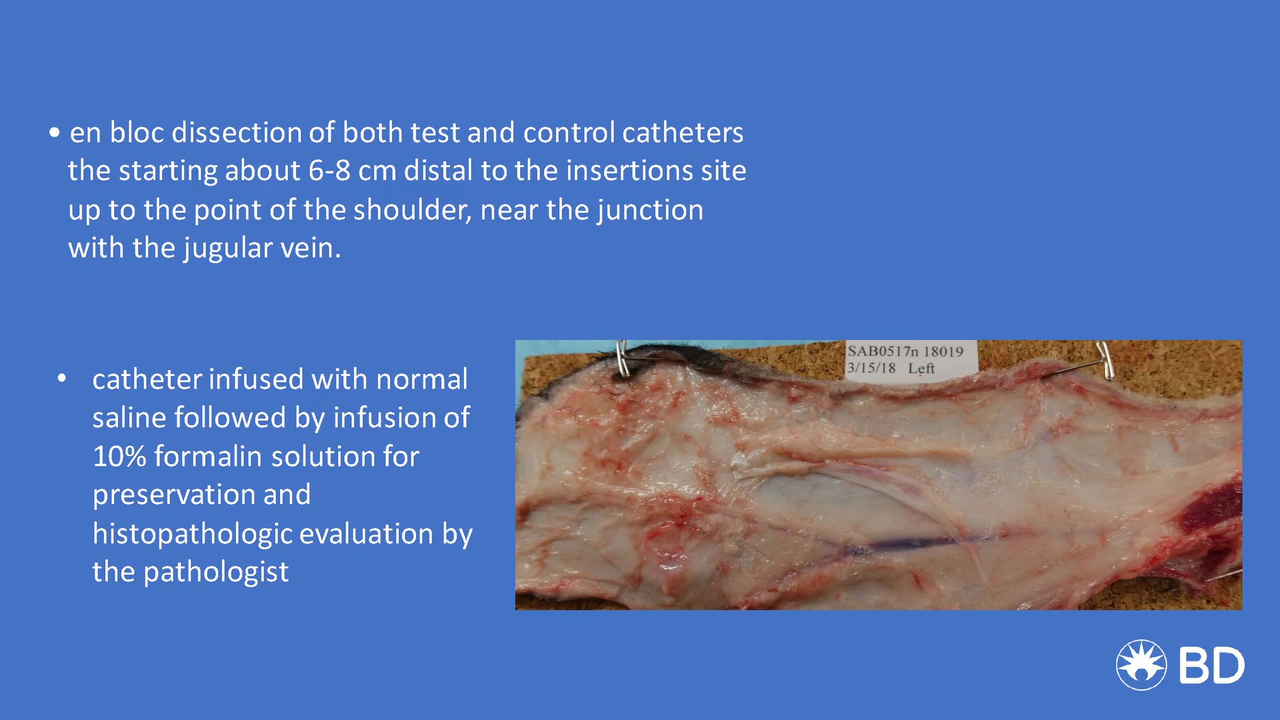 • en bloc dissection of both test and control catheters
the starting about 6-8 cm distal to the insertions site
up to the point of the shoulder, near the junction
with the jugular vein.
• catheter infused with normal
saline followed by infusion of
10% formalin solution for
preservation and
histopathologic evaluation by
the pathologist
SAB0517n 18019
3/15/18 Left
BD